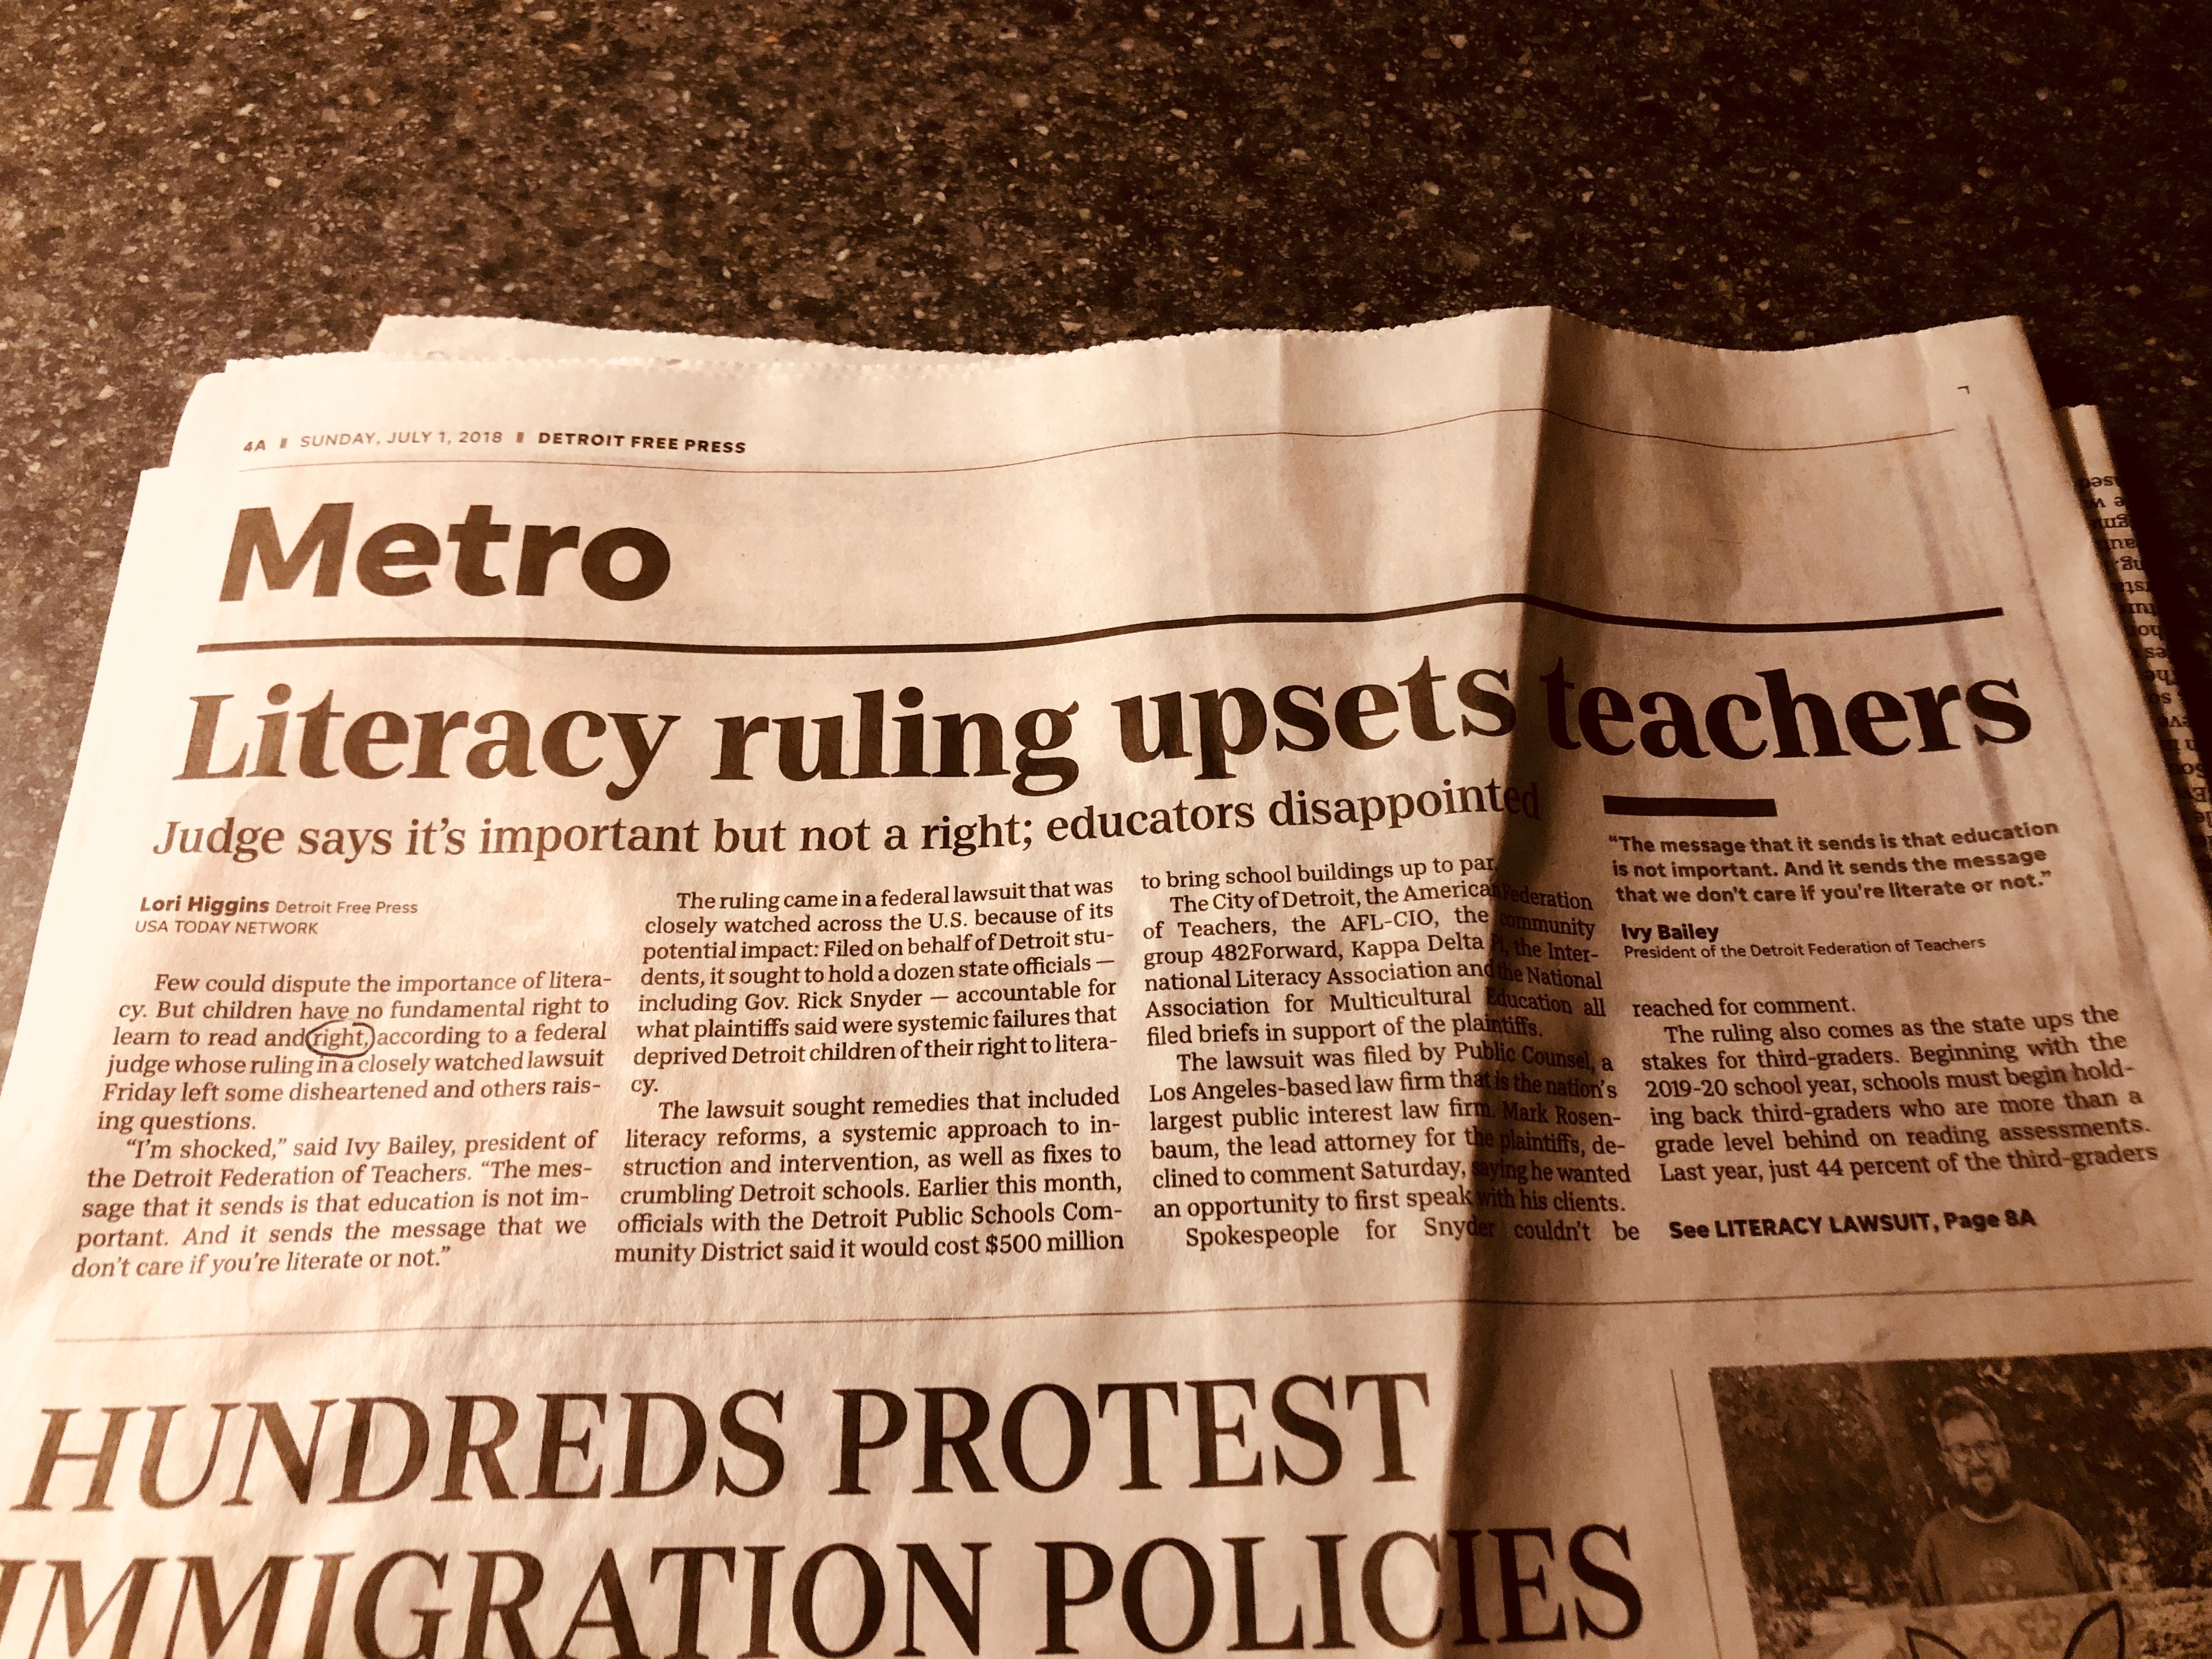 4A SUNDAY, JULY 1, 2018 DETROIT FREE PRESS
Metro
Literacy ruling upsets teachers
Judge says it's important but not a right; educators disappointed
Lori Higgins Detroit Free Press
USA TODAY NETWORK
Few could dispute the importance of litera-
cy. But children have no fundamental right to
learn to read and right, according to a federal
judge whose ruling in a closely watched lawsuit
Friday left some disheartened and others rais-
ing questions.
"I'm shocked," said Ivy Bailey, president of
the Detroit Federation of Teachers. "The mes-
sage that it sends is that education is not im-
portant. And it sends the message that we
don't care if you're literate or not."
The ruling came in a federal lawsuit that was
closely watched across the U.S. because of its
potential impact: Filed on behalf of Detroit stu-
dents, it sought to hold a dozen state officials —
including Gov. Rick Snyder — accountable for
what plaintiffs said were systemic failures that
deprived Detroit children of their right to litera-
cy.
The lawsuit sought remedies that included
literacy reforms, a systemic approach to in-
struction and intervention, as well as fixes to
crumbling Detroit schools. Earlier this month,
officials with the Detroit Public Schools Com-
munity District said it would cost $500 million
to bring school buildings up to par.
The City of Detroit, the American Federation
of Teachers, the AFL-CIO, the community
group 482Forward, Kappa Delta Pi, the Inter-
national Literacy Association and the National
Association for Multicultural Education all
filed briefs in support of the plaintiffs.
The lawsuit was filed by Public Counsel, a
Los Angeles-based law firm that is the nation's
largest public interest law firm. Mark Rosen-
baum, the lead attorney for the plaintiffs, de-
clined to comment Saturday, saying he wanted
an opportunity to first speak with his clients.
Spokespeople for Snyder couldn't be
"The message that it sends is that education
is not important. And it sends the message
that we don't care if you're literate or not."
Ivy Bailey
President of the Detroit Federation of Teachers
reached for comment.
The ruling also comes as the state ups the
stakes for third-graders. Beginning with the
2019-20 school year, schools must begin hold-
ing back third-graders who are more than a
grade level behind on reading assessments.
Last year, just 44 percent of the third-graders
See LITERACY LAWSUIT, Page 8A
HUNDREDS PROTEST
IMMIGRATION POLICIES